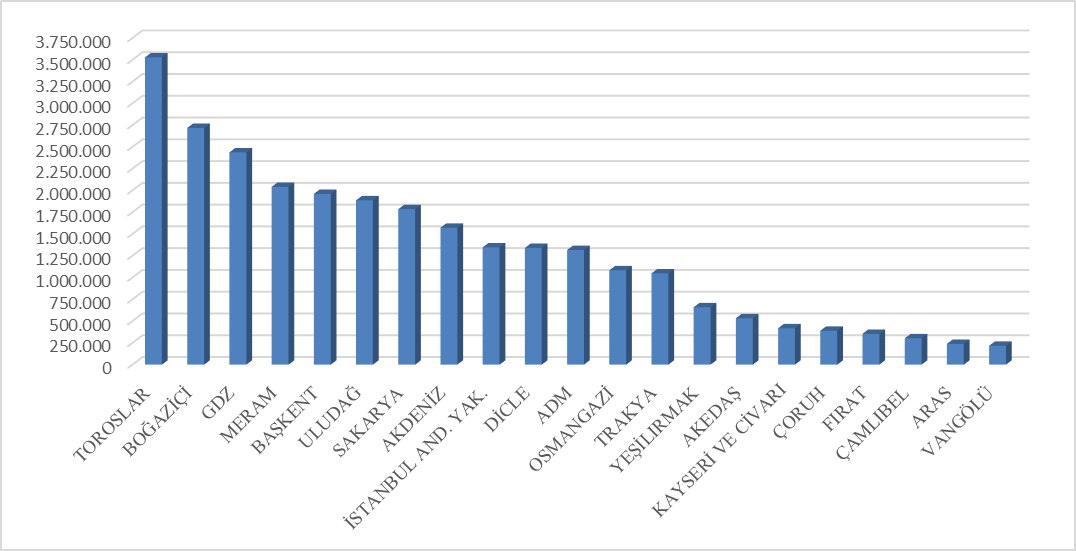 3.750.000
3.500.000
3.250.000
3.000.000
2.750.000
2.500.000
2.250.000
2.000.000
1.750.000
1.500.000
1.250.000
1.000.000
750.000
500.000
250.000
0
TOROSLAR
BOĞAZİÇİ
GDZ
MERAM
BAŞKENT
ULUDAĞ
SAKARYA
AKDENİZ
İSTANBUL AND. YAK.
DİCLE
ADM
OSMANGAZİ
TRAKYA
YEŞİLIRMAK
AKEDAŞ
KAYSERİ VE CİVARI
ÇORUH
FIRAT
ÇAMLIBEL
ARAS
VANGÖLÜ